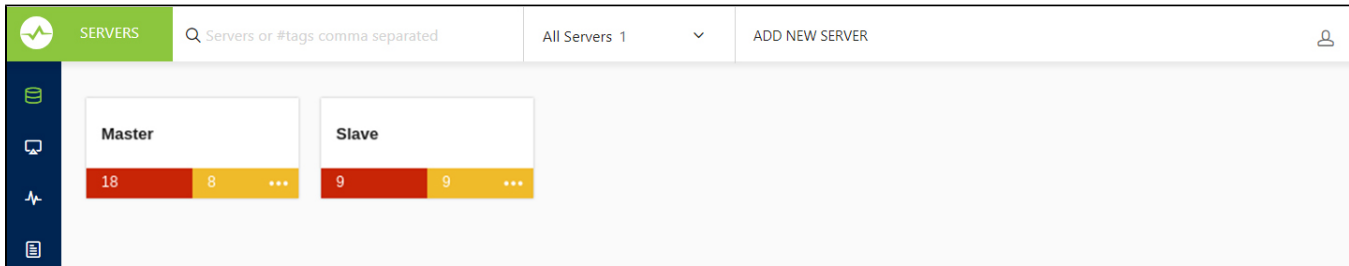 SERVERS Servers or #tags comma separated All Servers 1 ADD NEW SERVER
Master Slave
18 8 ... 9 9 ...